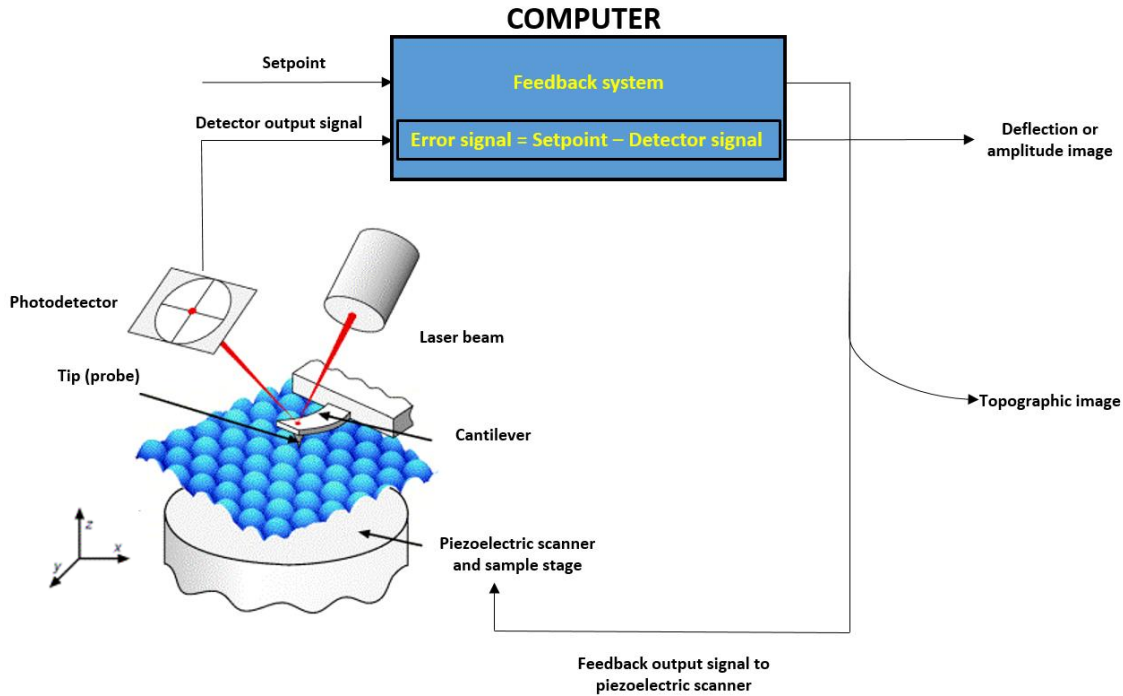 COMPUTER
Setpoint
Feedback system
Detector output signal
Error signal = Setpoint – Detector signal
Deflection or
amplitude image
Photodetector
Laser beam
Tip (probe)
Cantilever
Topographic image
z
x
y
Piezoelectric scanner
and sample stage
Feedback output signal to
piezoelectric scanner